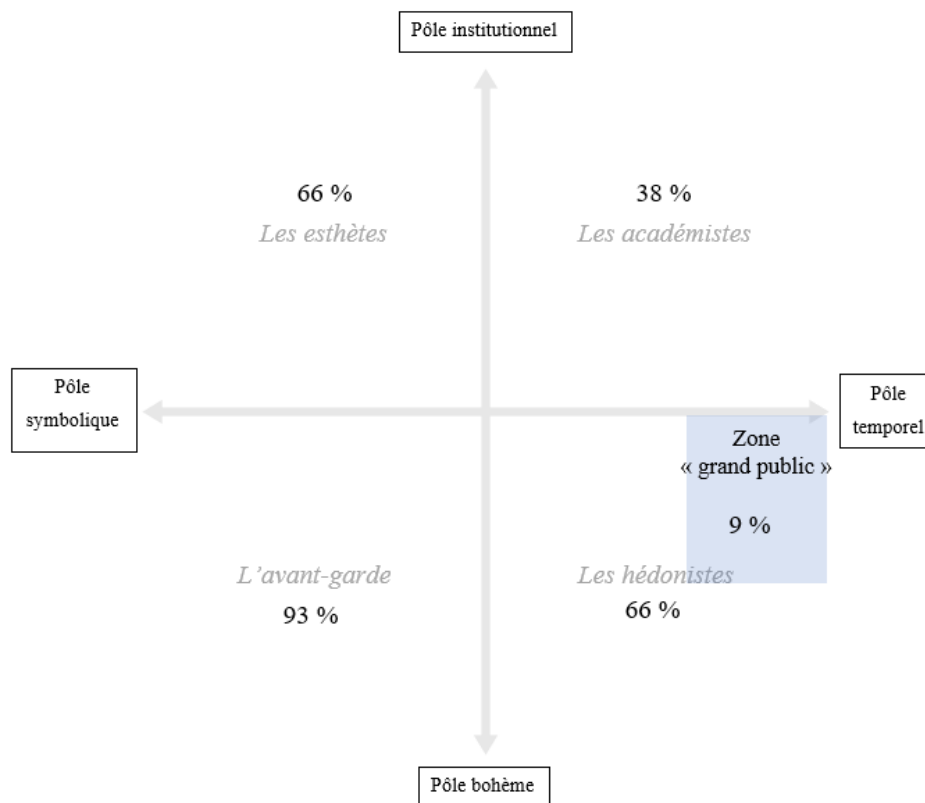 Pôle institutionnel
66 %
38 %
Les esthètes
Les académistes
Pôle
symbolique
Pôle
temporel
Zone
« grand public »
9 %
L’avant-garde
Les hédonistes
93 %
66 %
Pôle bohème